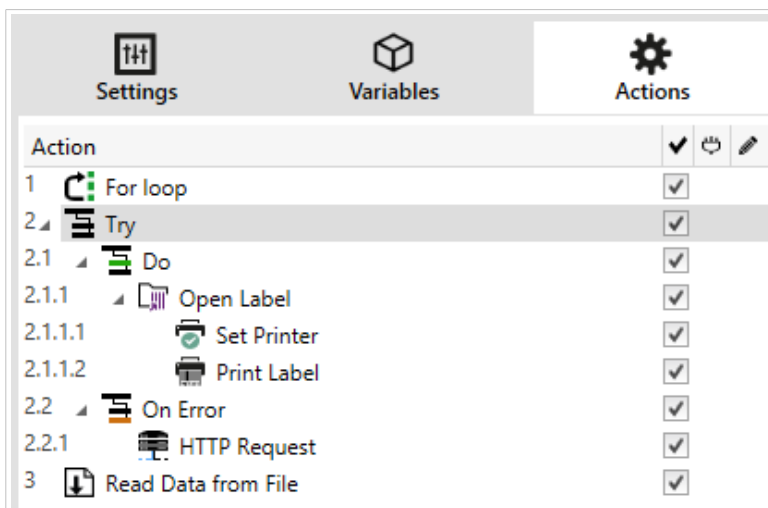 Settings Variables Actions
Action
1 For loop
2 Try
2.1 Do
2.1.1 Open Label
2.1.1.1 Set Printer
2.1.1.2 Print Label
2.2 On Error
2.2.1 HTTP Request
3 Read Data from File